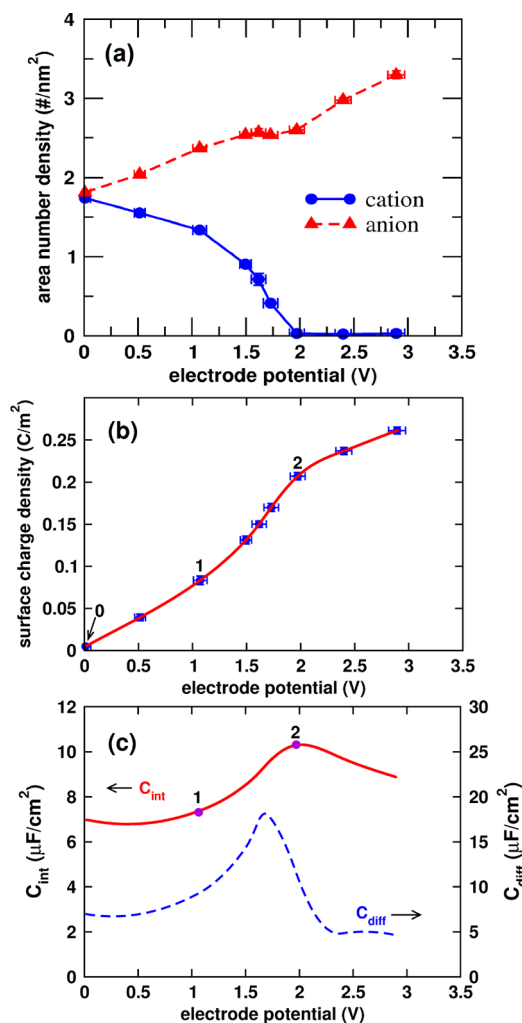 (a)
area number density (#/nm²)
4
3
2
1
0
cation
anion
0 0.5 1 1.5 2 2.5 3 3.5
electrode potential (V)
(b)
surface charge density (C/m²)
0.25
0.2
0.15
0.1
0.05
0
0
1
2
0 0.5 1 1.5 2 2.5 3 3.5
electrode potential (V)
(c)
C_int (μF/cm²)
12
10
8
6
4
2
0
C_int
1
2
C_diff
30
25
20
15
10
5
0
C_diff (μF/cm²)
0 0.5 1 1.5 2 2.5 3 3.5
electrode potential (V)